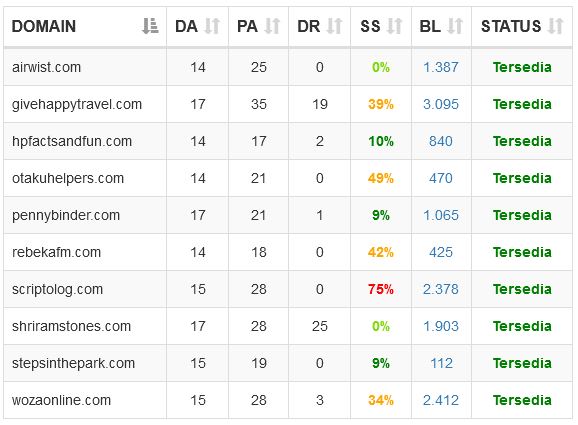 DOMAIN DA PA DR SS BL STATUS
airwist.com 14 25 0 0% 1.387 Tersedia
givehappytravel.com 17 35 19 39% 3.095 Tersedia
hpfactsandfun.com 14 17 2 10% 840 Tersedia
otakuhelpers.com 14 21 0 49% 470 Tersedia
pennybinder.com 17 21 1 9% 1.065 Tersedia
rebekafm.com 14 18 0 42% 425 Tersedia
scriptolog.com 15 28 0 75% 2.378 Tersedia
shriramstones.com 17 28 25 0% 1.903 Tersedia
stepsinthepark.com 15 19 0 9% 112 Tersedia
wozaonline.com 15 28 3 34% 2.412 Tersedia